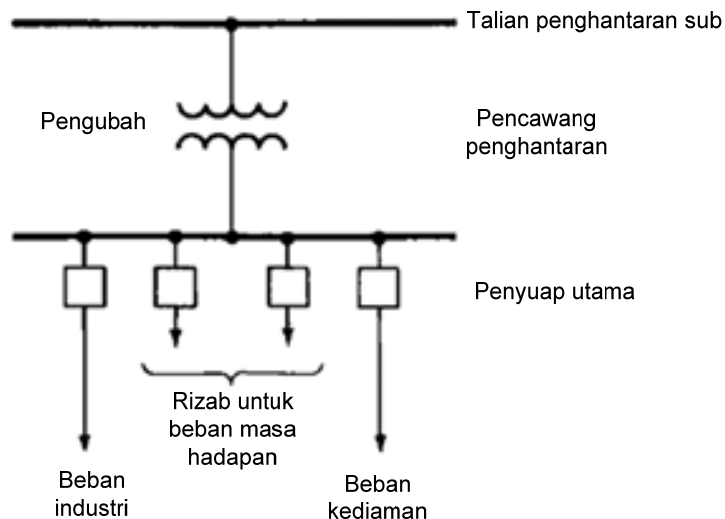 Talian penghantaran sub
Pengubah
Pencawang
penghantaran
Penyuap utama
Rizab untuk
beban masa
hadapan
Beban
industri
Beban
kediaman